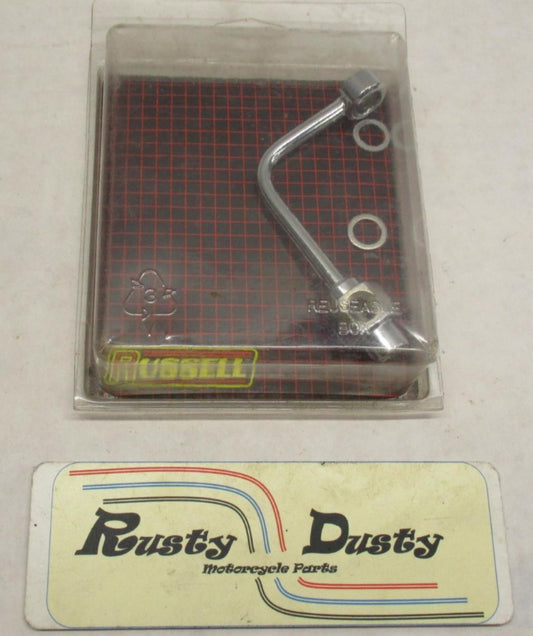 3
V
REUSEABLE
BOX
RUSSELL
Rusty Dusty
Motorcycle Parts